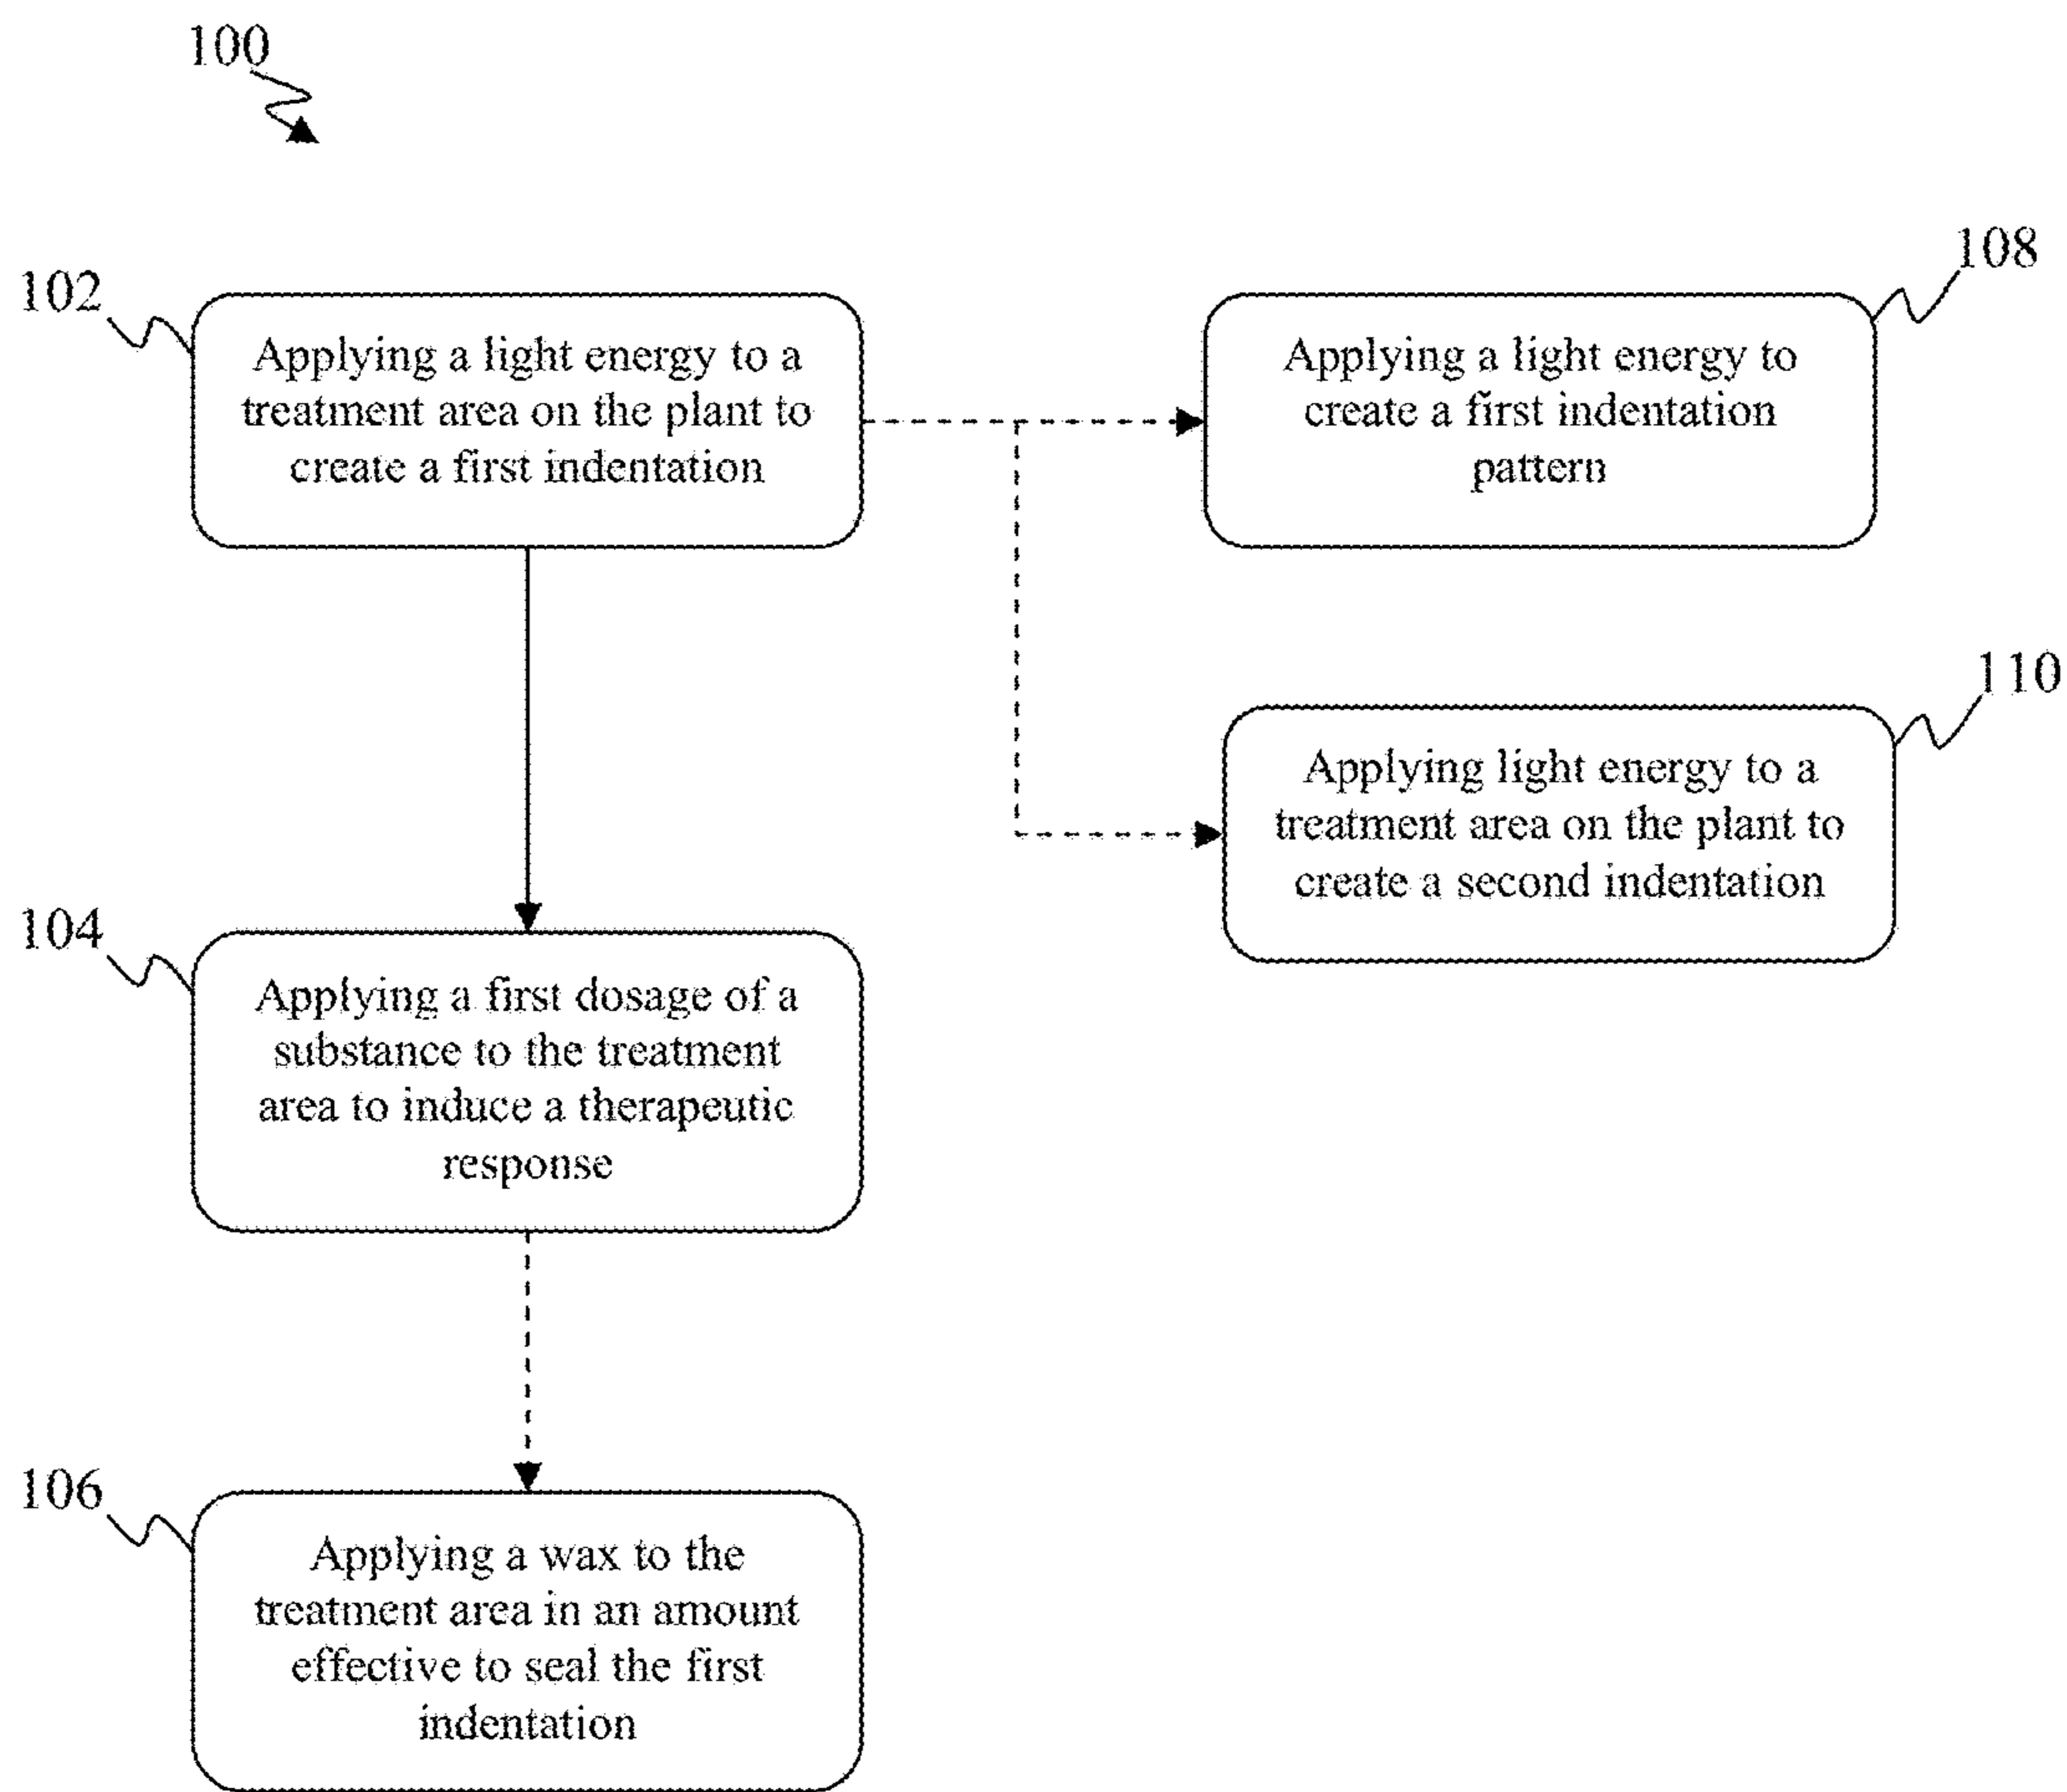 100
102
Applying a light energy to a
treatment area on the plant to
create a first indentation
108
Applying a light energy to
create a first indentation
pattern
110
Applying light energy to a
treatment area on the plant to
create a second indentation
104
Applying a first dosage of a
substance to the treatment
area to induce a therapeutic
response
106
Applying a wax to the
treatment area in an amount
effective to seal the first
indentation